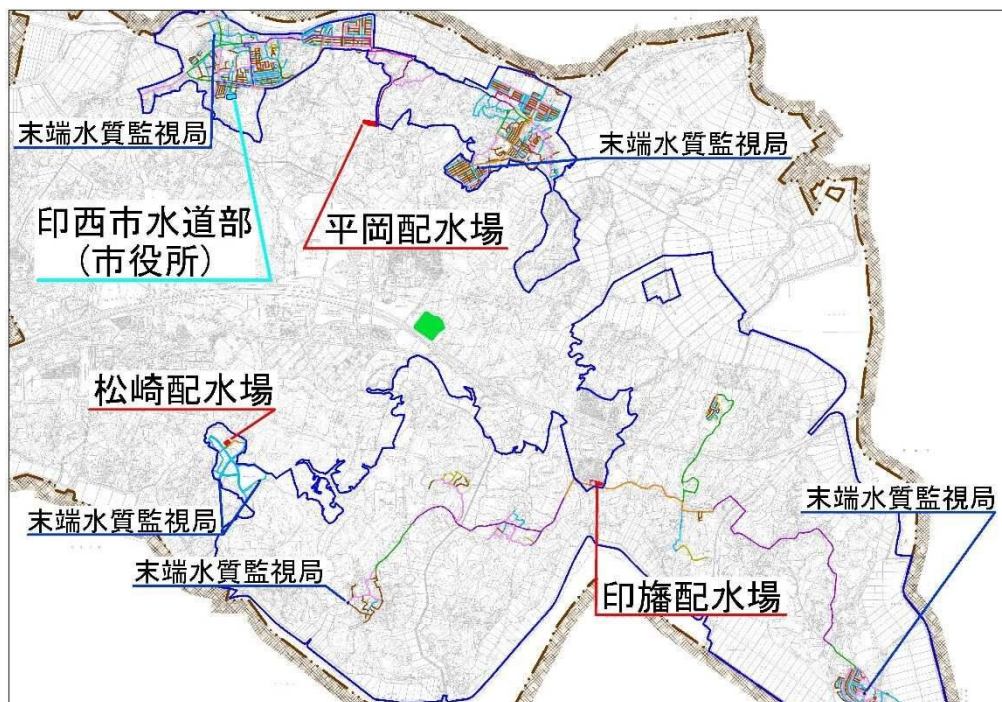 末端水質監視局
末端水質監視局
印西市水道部
(市役所)
平岡配水場
松崎配水場
末端水質監視局
末端水質監視局
末端水質監視局
印旛配水場